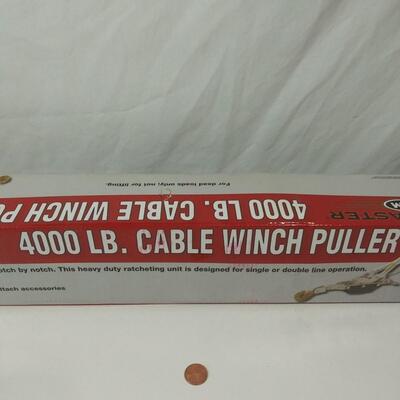 For dead loads only; not for lifting.
ASTER
4000 LB. CABLE WINCH P
4000 LB. CABLE WINCH PULLER
otch by notch. This heavy duty ratcheting unit is designed for single or double line operation.
ttach accessories